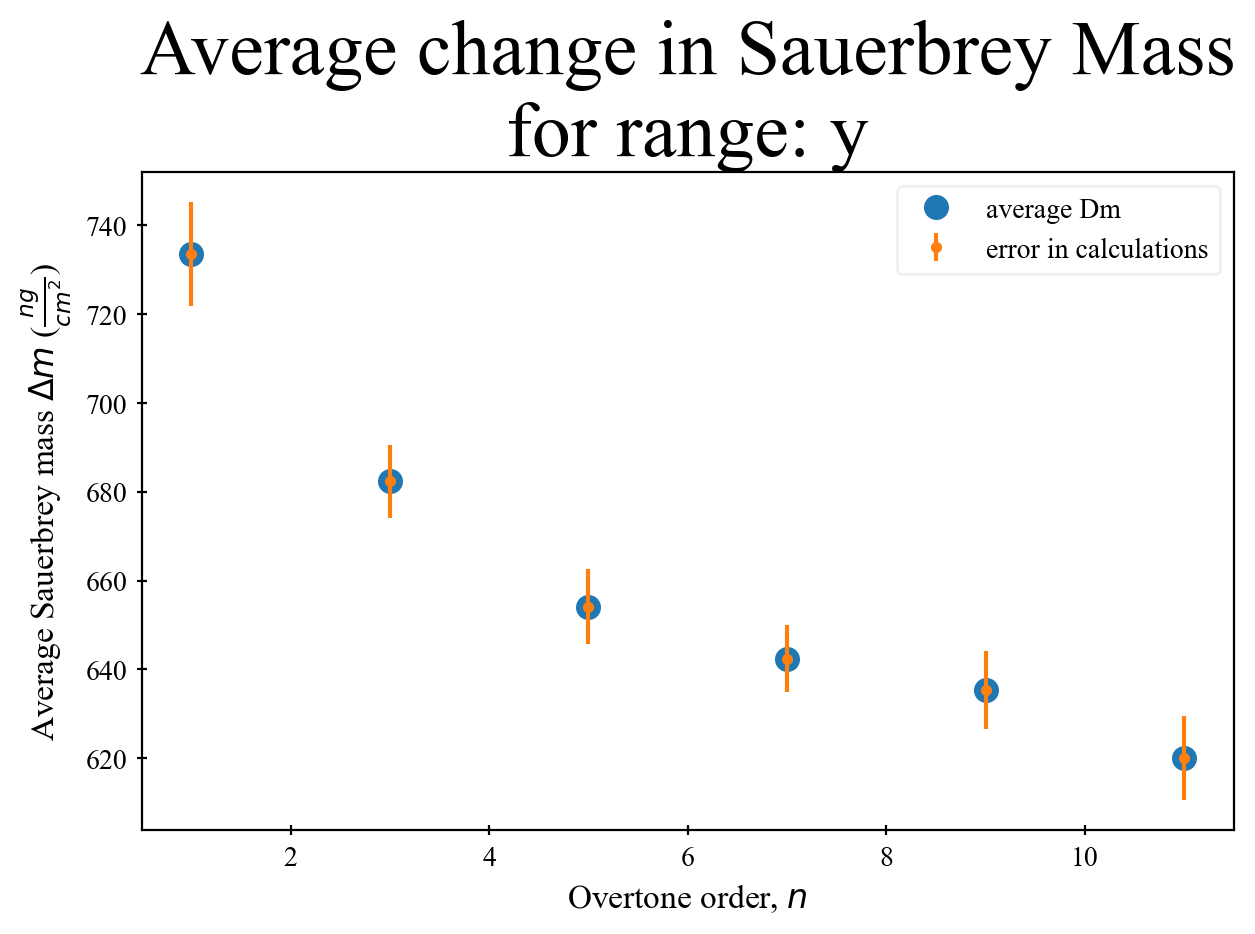 Average change in Sauerbrey Mass
for range: y
average Dm
error in calculations
740
720
700
680
660
640
620
Average Sauerbrey mass Δm (ng/cm²)
2 4 6 8 10
Overtone order, n